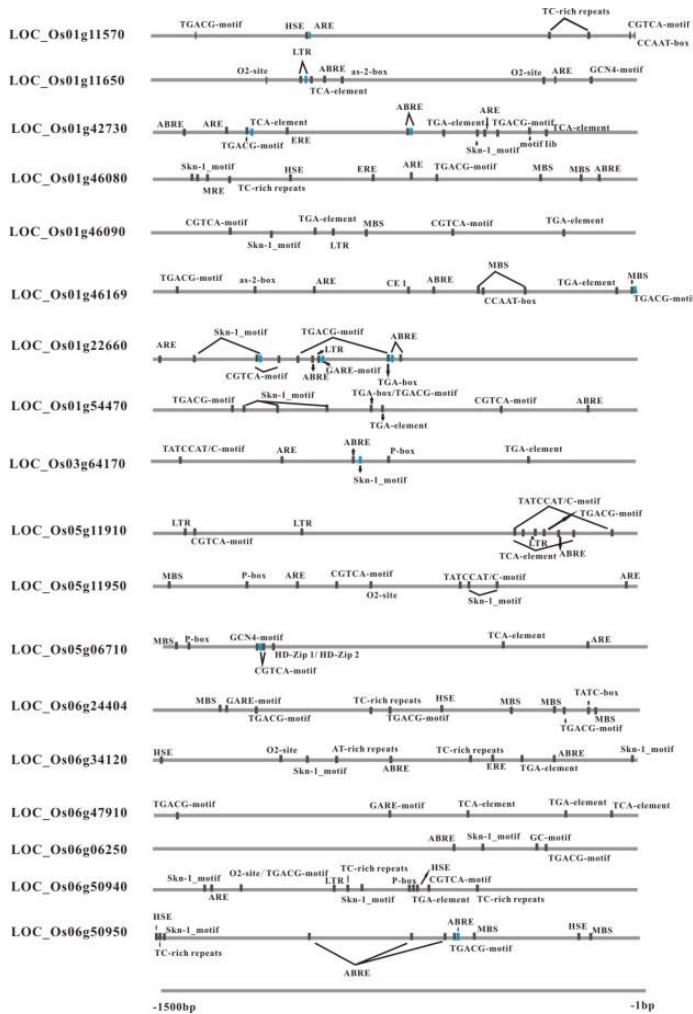 TC-rich repeats
TGACG-motif HSE ARE CGTCA-motif
LOC_Os01g11570
CCAAT-box
LTR
O2-site ABRE as-2-box O2-site ARE GCN4-motif
LOC_Os01g11650
TCA-element
ABRE ARE TCA-element ABRE TGA-element ARE TGACG-motif TCA-element
LOC_Os01g42730
TGACG-motif ERE Skn-1_motif motif Iib
Skn-1_motif HSE ERE ARE TGACG-motif MBS MBS ABRE
LOC_Os01g46080
MRE TC-rich repeats
CGTCA-motif TGA-element MBS CGTCA-motif TGA-element
LOC_Os01g46090
Skn-1_motif LTR
MBS
TGACG-motif as-2-box ARE CE1 ABRE TGA-element MBS
LOC_Os01g46169
CCAAT-box TGACG-moti
Skn-1_motif TGACG-motif ABRE
ARE LTR
LOC_Os01g22660
CGTCA-motif ABRE GARE-motif
TGA-box
TGACG-motif Skn-1_motif TGA-box/TGACG-motif CGTCA-motif ABRE
LOC_Os01g54470
TGA-element
TATCCAT/C-motif ARE ABRE P-box TGA-element
LOC_Os03g64170
Skn-1_motif
TATCCAT/C-motif
TGACG-motif
LTR LTR
LOC_Os05g11910
CGTCA-motif LTR
TCA-element ABRE
MBS P-box ARE CGTCA-motif TATCCAT/C-motif ARE
LOC_Os05g11950
O2-site Skn-1_motif
MBS P-box GCN4-motif TCA-element ARE
LOC_Os05g06710
HD-Zip 1/ HD-Zip 2
CGTCA-motif
TATC-box
MBS GARE-motif TC-rich repeats HSE MBS MBS
LOC_Os06g24404
TGACG-motif TGACG-motif MBS
TGACG-motif
HSE O2-site AT-rich repeats TC-rich repeats ABRE Skn-1_motif
LOC_Os06g34120
Skn-1_motif ABRE ERE TGA-element
TGACG-motif GARE-motif TCA-element TGA-element TCA-element
LOC_Os06g47910
ABRE Skn-1_motif GC-motif
LOC_Os06g06250
TGACG-motif
TC-rich repeats HSE
Skn-1_motif O2-site/TGACG-motif LTR P-box CGTCA-motif
LOC_Os06g50940
ARE Skn-1_motif TGA-element TC-rich repeats
HSE Skn-1_motif ABRE MBS HSE MBS
LOC_Os06g50950
TC-rich repeats TGACG-motif
ABRE
-1500bp -1bp